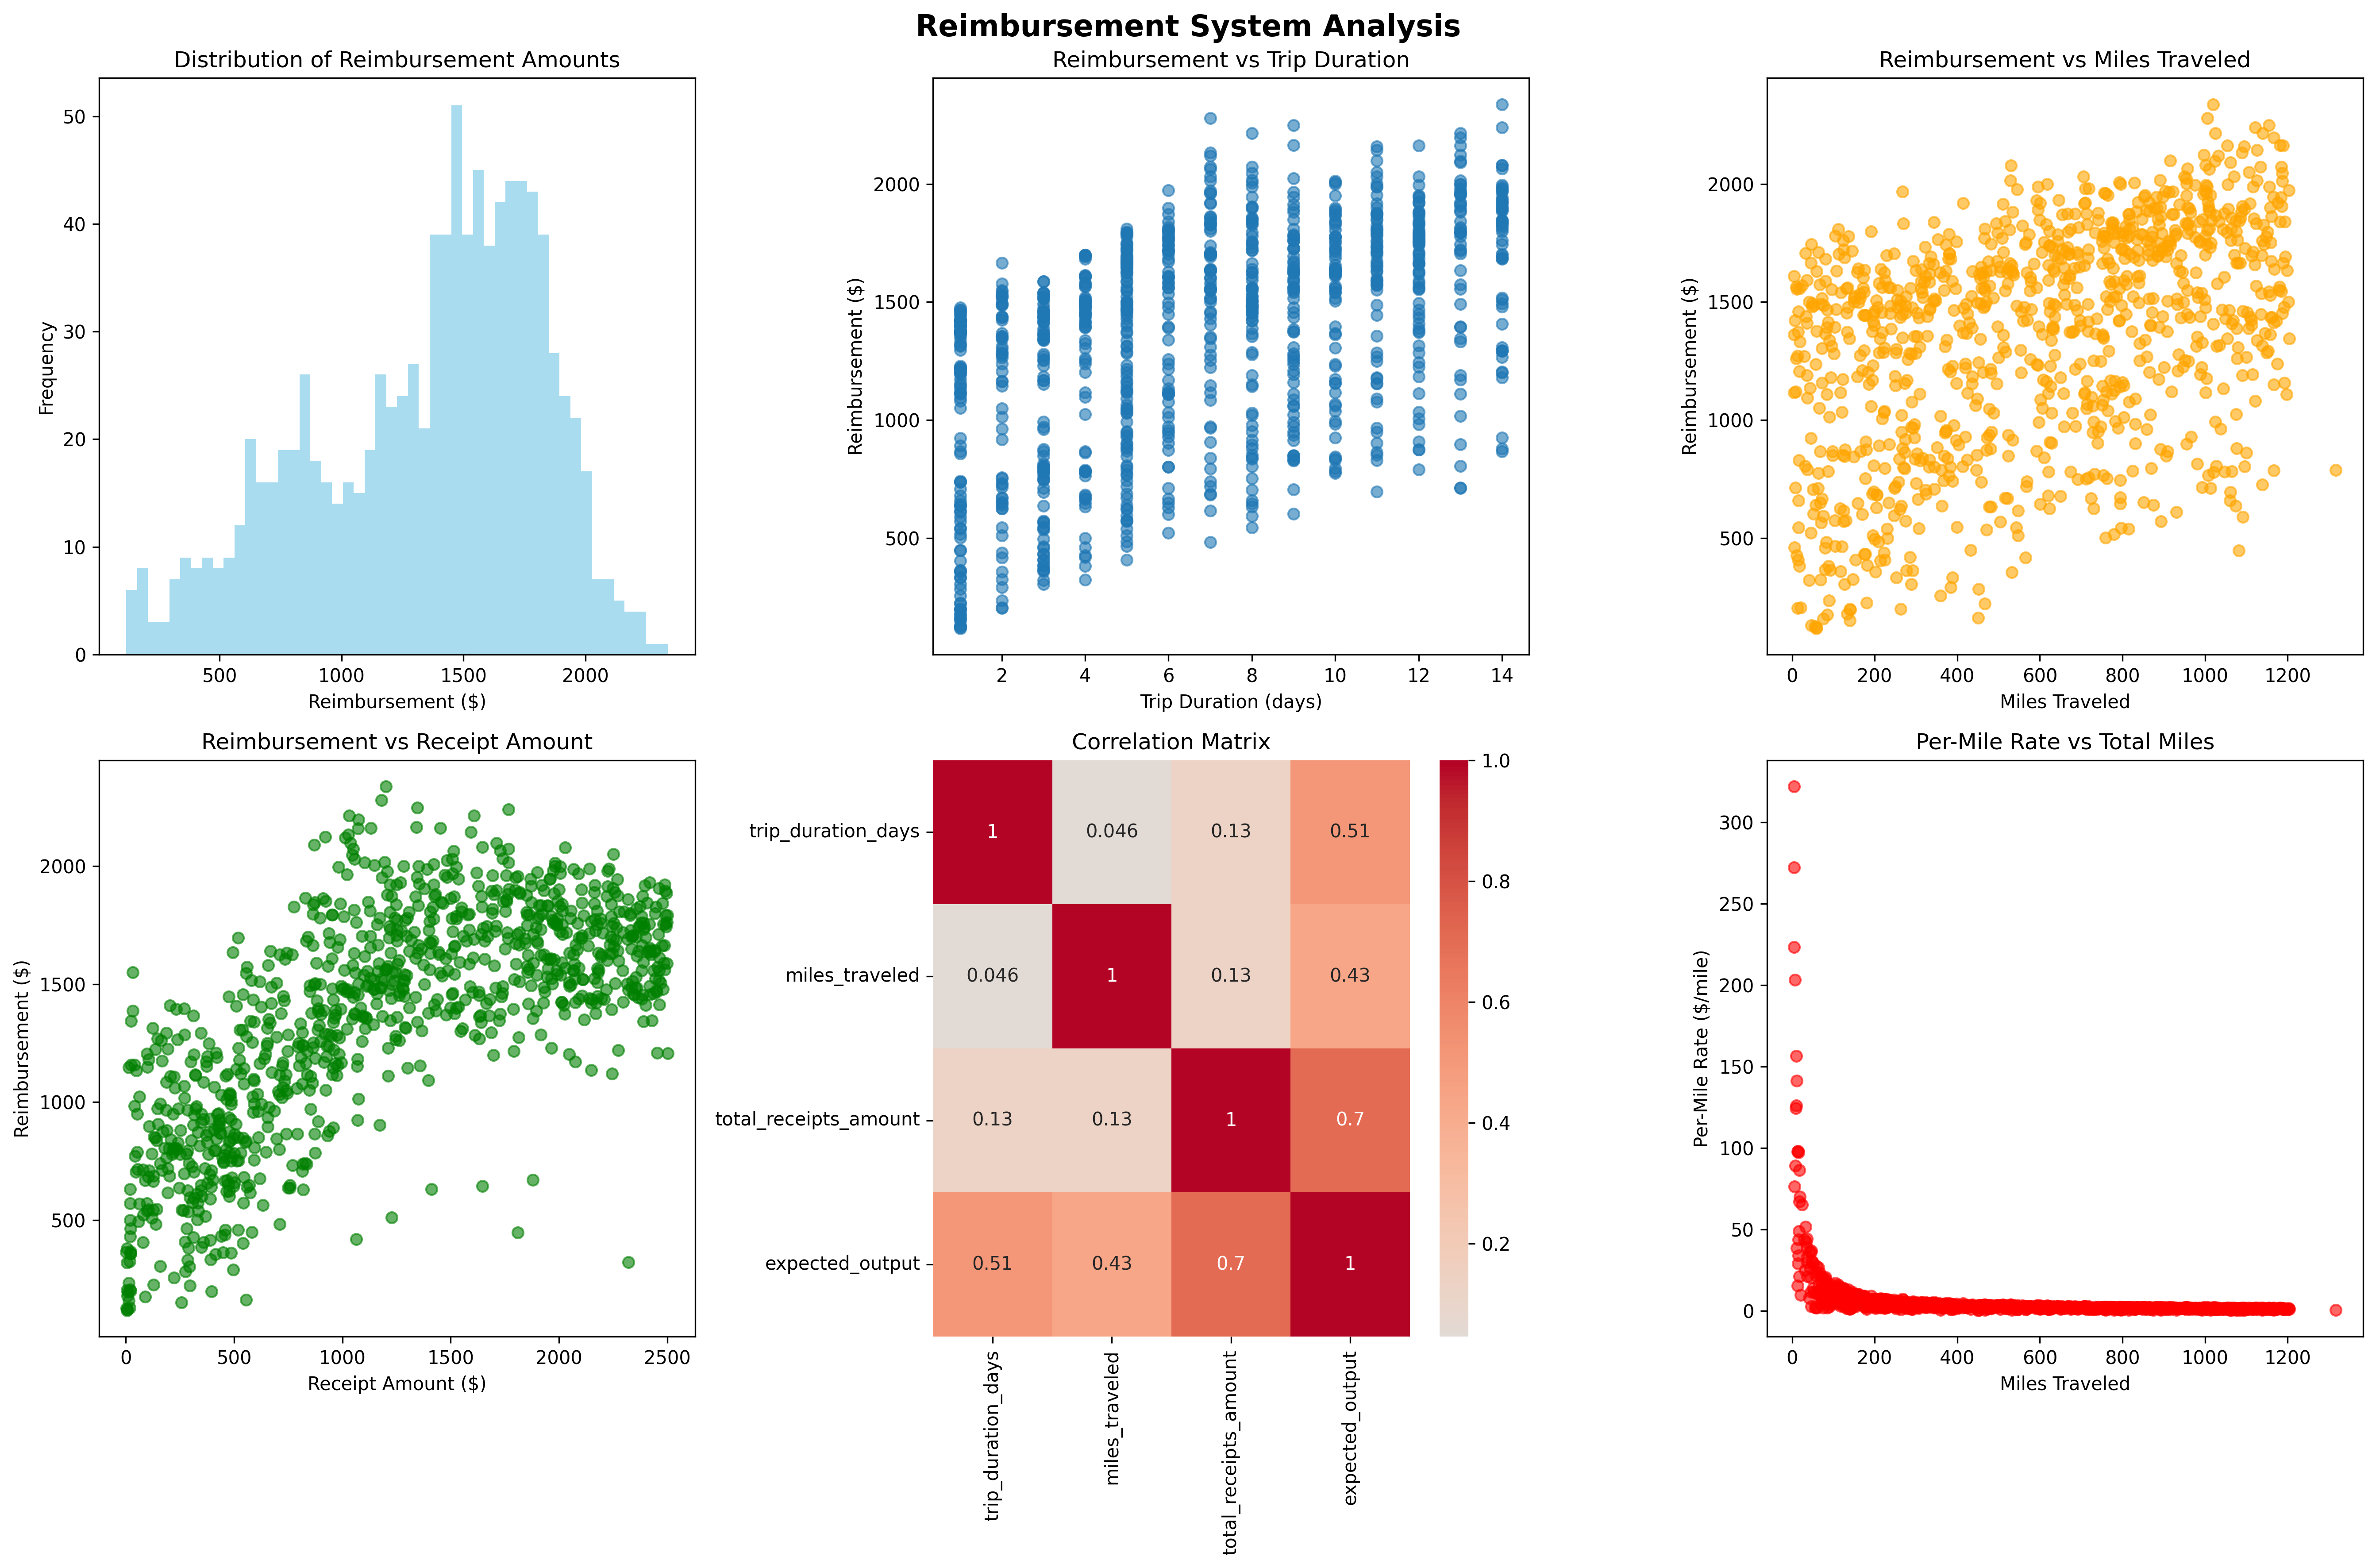 Reimbursement System Analysis
Distribution of Reimbursement Amounts
50
40
30
20
10
0
Frequency
500 1000 1500 2000
Reimbursement ($)
Reimbursement vs Trip Duration
2000
1500
1000
500
Reimbursement ($)
2 4 6 8 10 12 14
Trip Duration (days)
Reimbursement vs Miles Traveled
2000
1500
1000
500
Reimbursement ($)
0 200 400 600 800 1000 1200
Miles Traveled
Reimbursement vs Receipt Amount
2000
1500
1000
500
Reimbursement ($)
0 500 1000 1500 2000 2500
Receipt Amount ($)
Correlation Matrix
trip_duration_days 1 0.046 0.13 0.51
miles_traveled 0.046 1 0.13 0.43
total_receipts_amount 0.13 0.13 1 0.7
expected_output 0.51 0.43 0.7 1
trip_duration_days
miles_traveled
total_receipts_amount
expected_output
1.0
0.8
0.6
0.4
0.2
Per-Mile Rate vs Total Miles
300
250
200
150
100
50
0
Per-Mile Rate ($/mile)
0 200 400 600 800 1000 1200
Miles Traveled